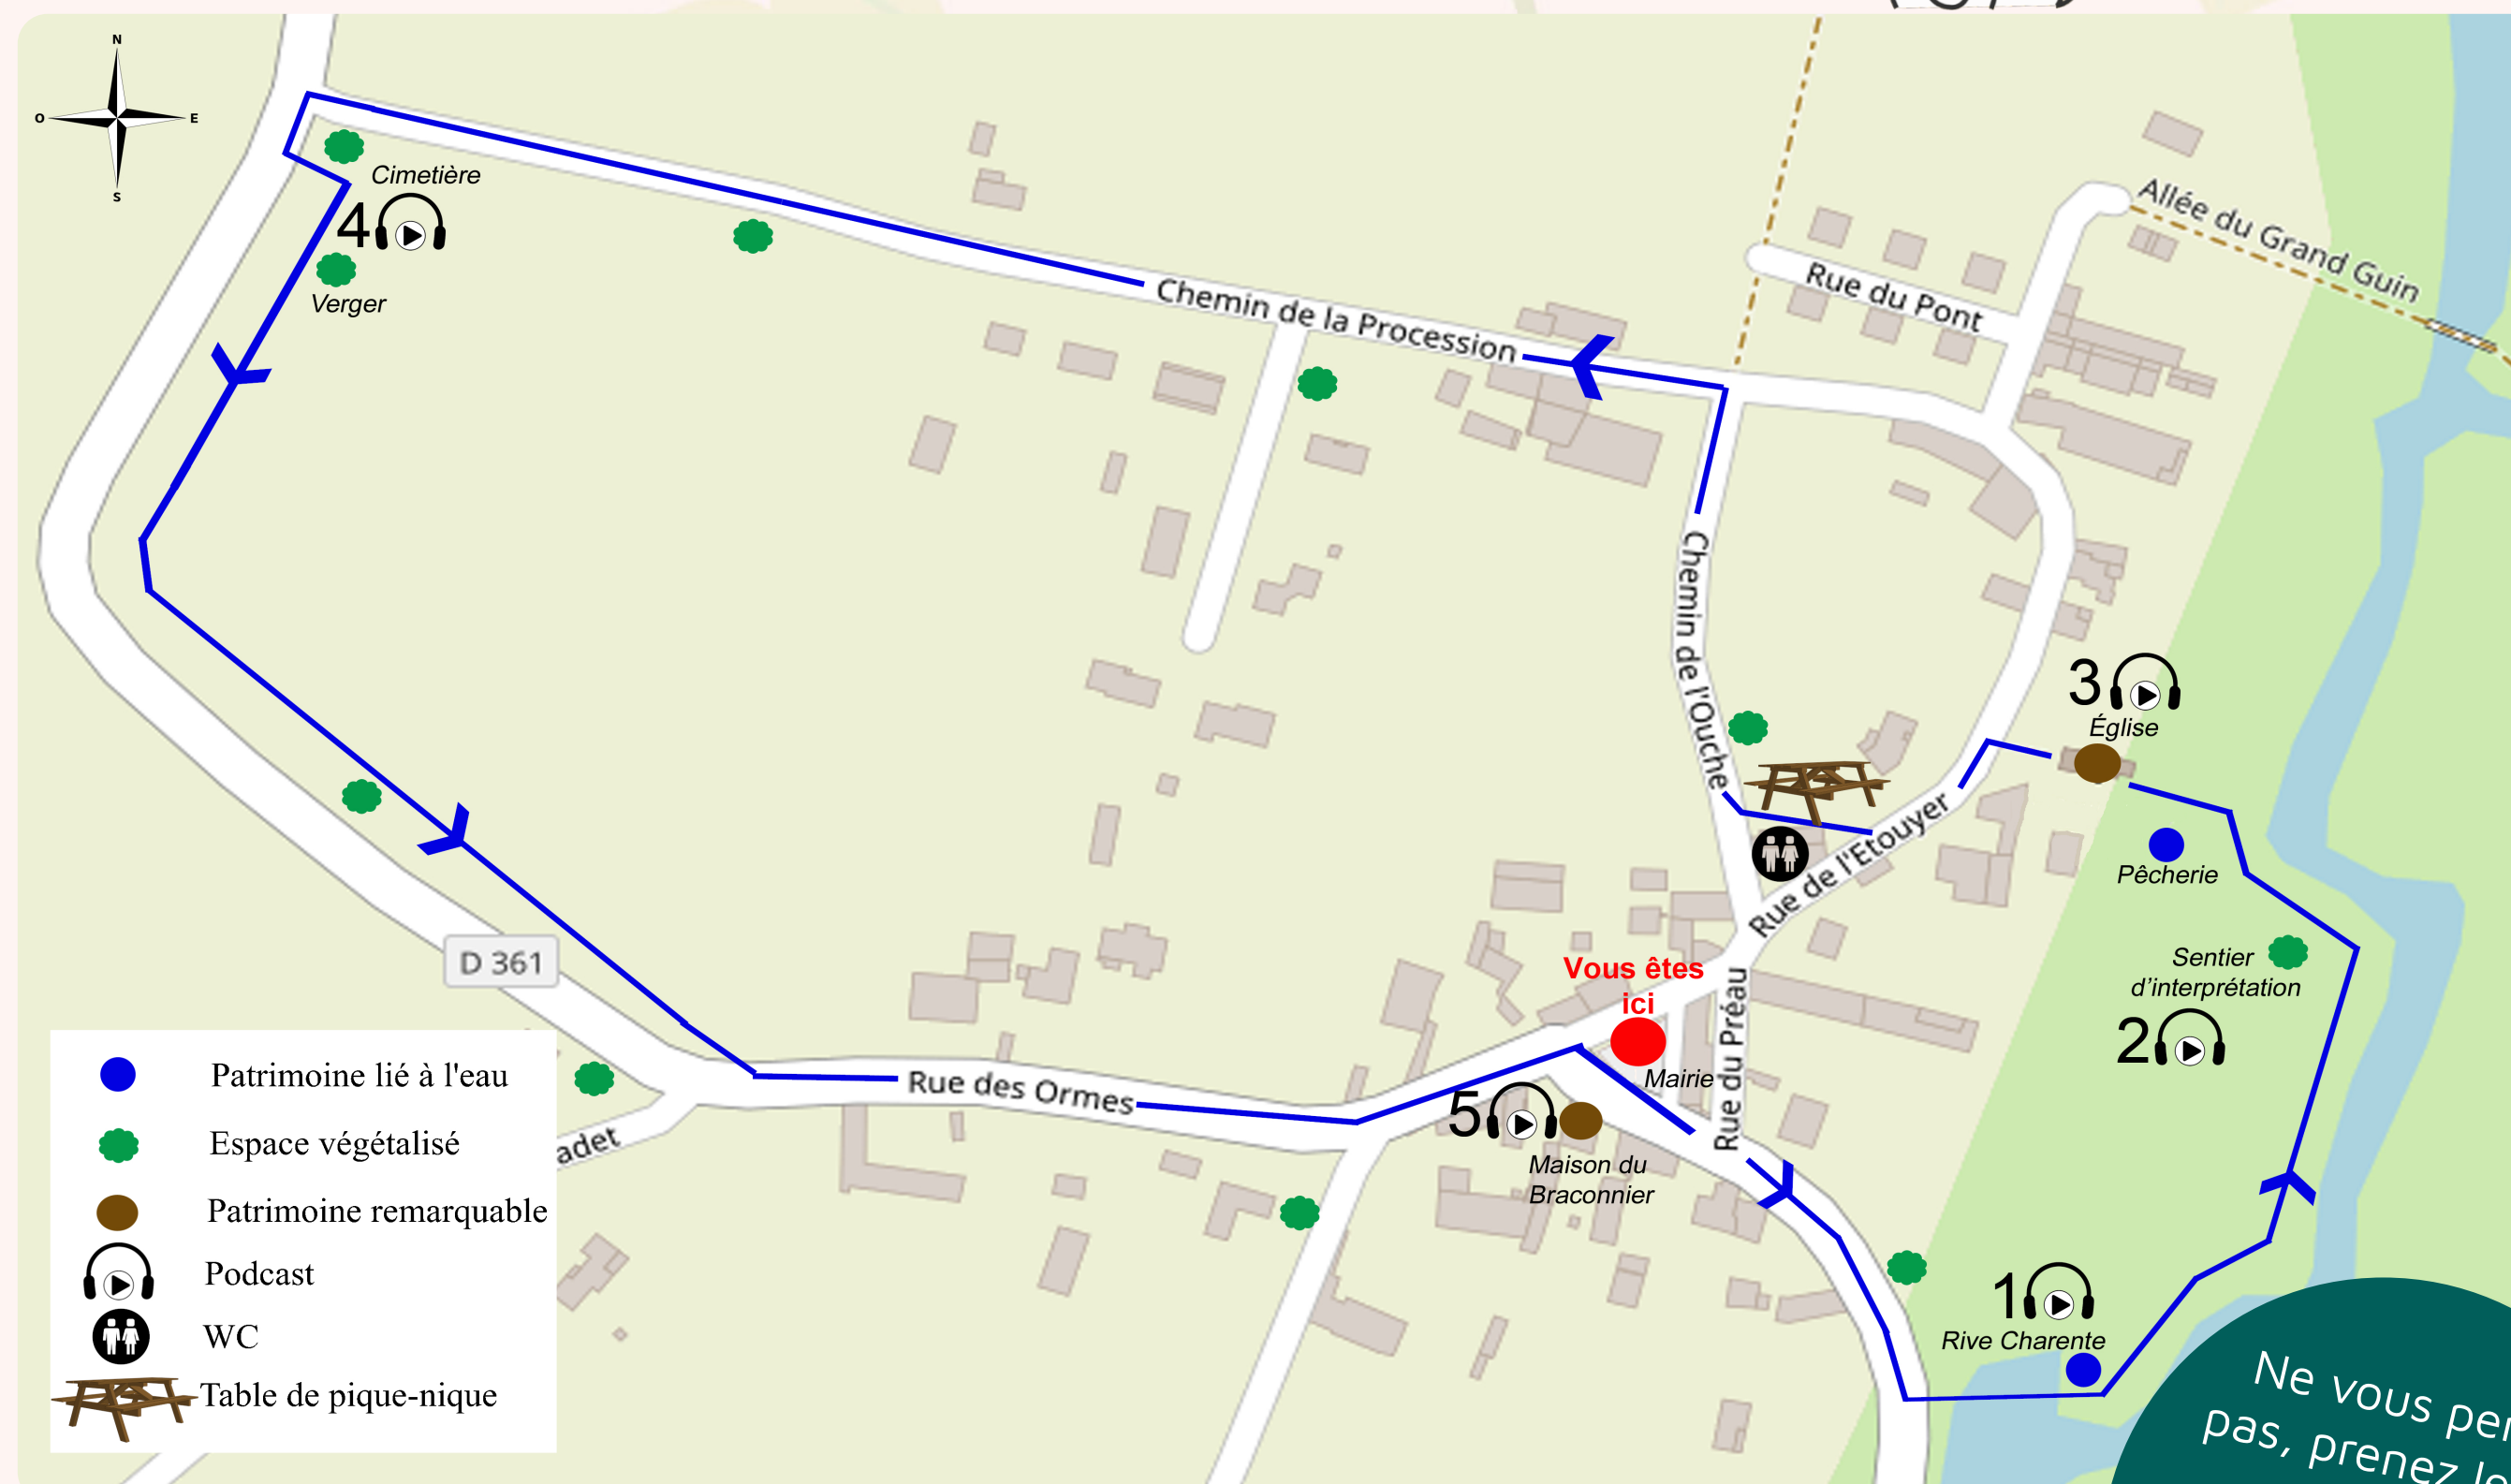 N
O
E
S
Cimetière
4
Verger
Chemin de la Procession
Rue du Pont
Allée du Grand Guin
Chemin de l'Ouche
3
Église
Pêcherie
Rue de l'Etouyer
Sentier
d'interprétation
2
D 361
Vous êtes
ici
Mairie
Rue du Préau
Rue des Ormes
5
Maison du
Braconnier
1
Rive Charente
Patrimoine lié à l'eau
Espace végétalisé
Patrimoine remarquable
Podcast
WC
Table de pique-nique
Ne vous
pas, prenez